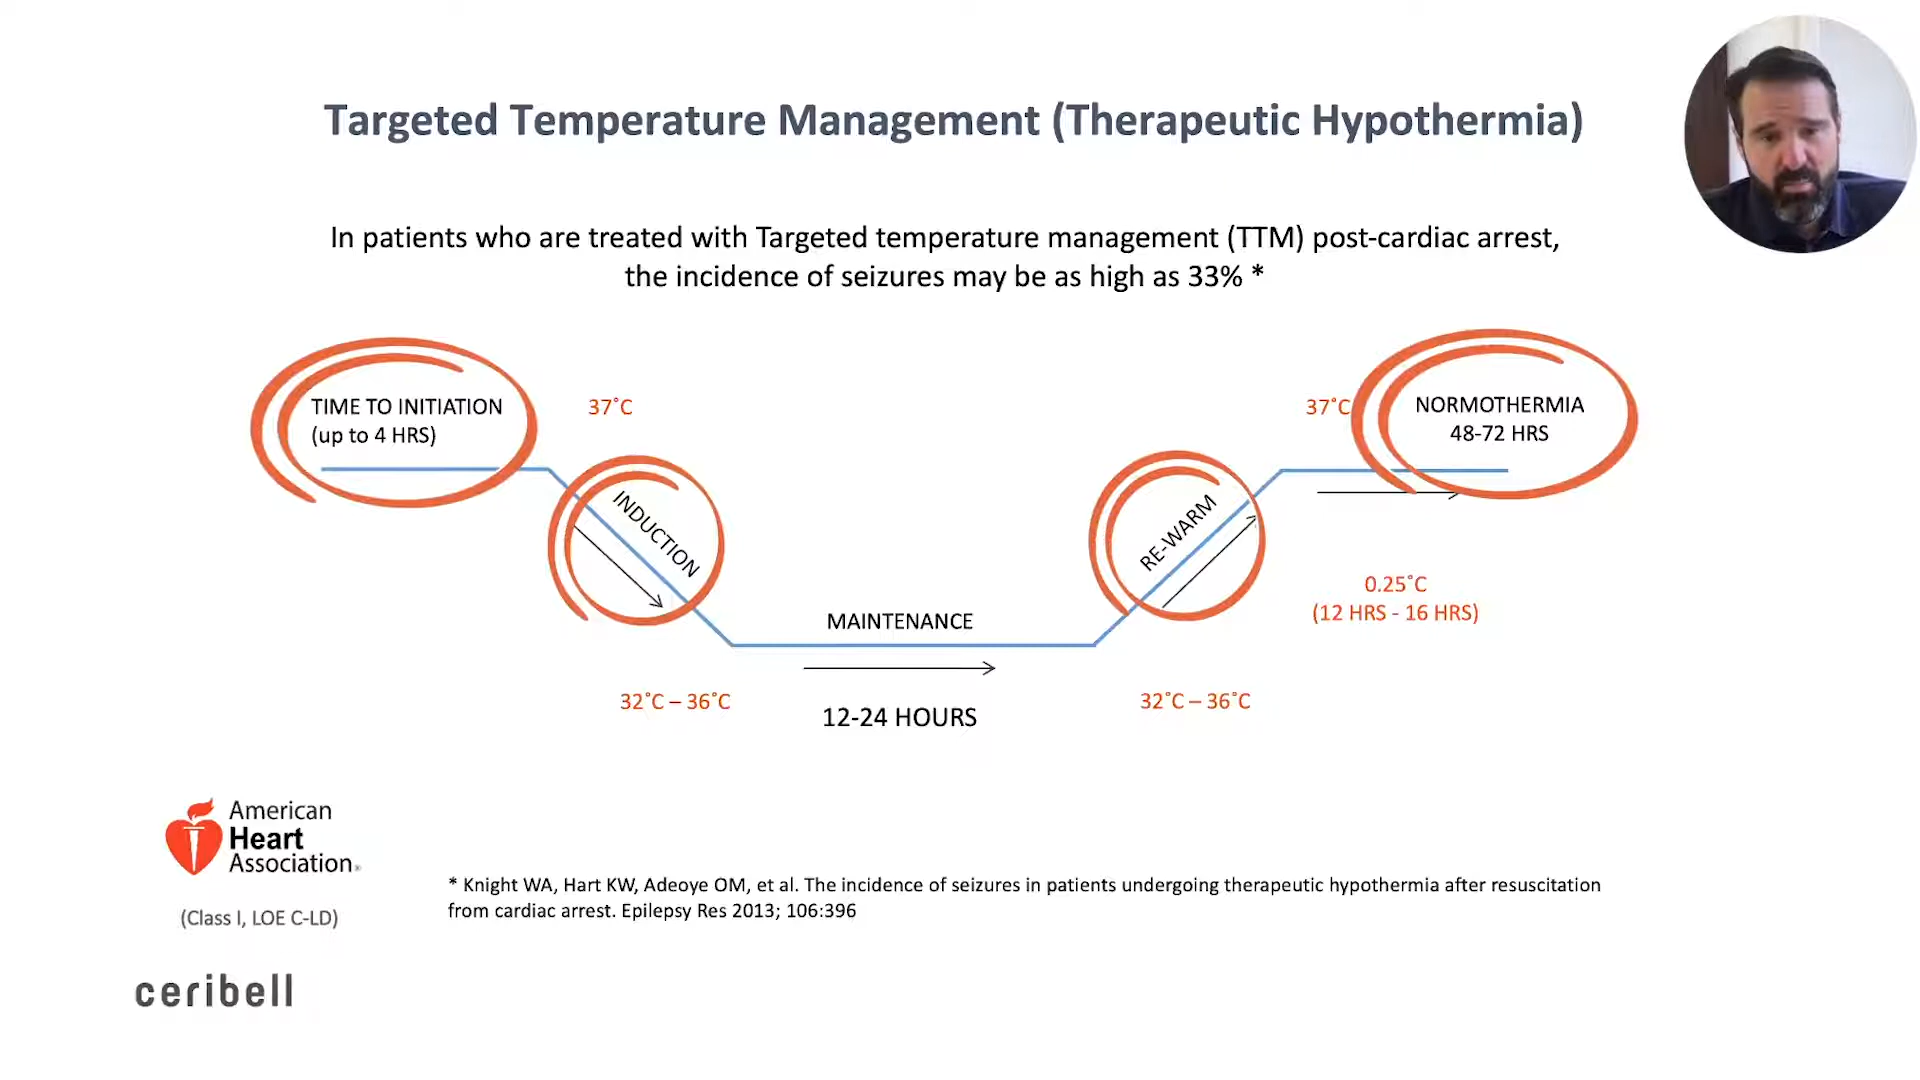 Targeted Temperature Management (Therapeutic Hypothermia)
In patients who are treated with Targeted temperature management (TTM) post-cardiac arrest,
the incidence of seizures may be as high as 33% *
TIME TO INITIATION
(up to 4 HRS)
37˚C
INDUCTION
32˚C – 36˚C
MAINTENANCE
12-24 HOURS
RE-WARM
32˚C – 36˚C
37˚C
NORMOTHERMIA
48-72 HRS
0.25˚C
(12 HRS - 16 HRS)
American
Heart
Association®
(Class I, LOE C-LD)
* Knight WA, Hart KW, Adeoye OM, et al. The incidence of seizures in patients undergoing therapeutic hypothermia after resuscitation
from cardiac arrest. Epilepsy Res 2013; 106:396
ceribell